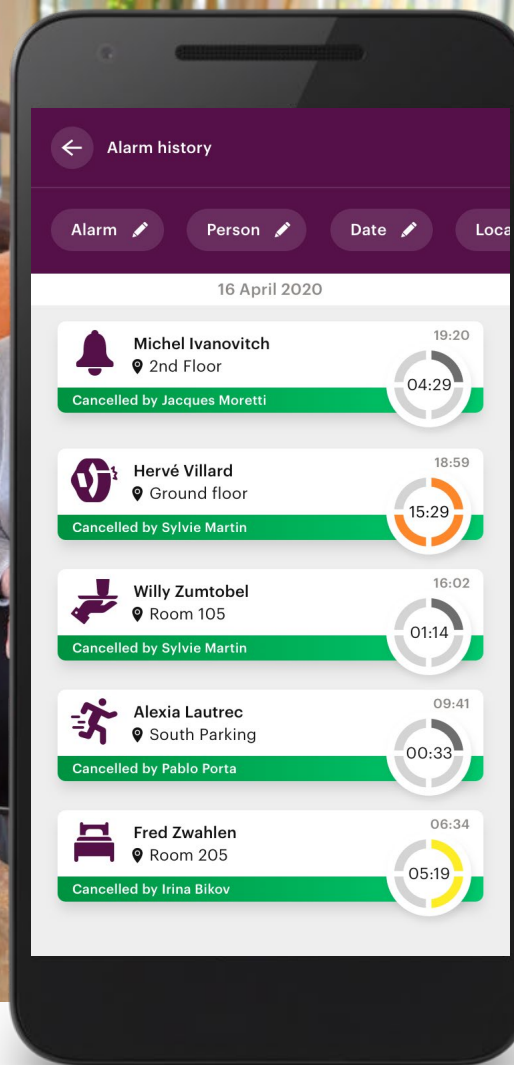 Alarm history
Alarm
Person
Date
Loca
16 April 2020
19:20
Michel Ivanovitch
2nd Floor
04:29
Cancelled by Jacques Moretti
18:59
Hervé Villard
Ground floor
15:29
Cancelled by Sylvie Martin
16:02
Willy Zumtobel
Room 105
01:14
Cancelled by Sylvie Martin
09:41
Alexia Lautrec
South Parking
00:33
Cancelled by Pablo Porta
06:34
Fred Zwahlen
Room 205
05:19
Cancelled by Irina Bikov